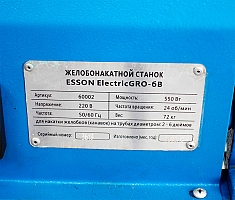 ЖЕЛОБОНАКАТНОЙ СТАНОК
ESSON ElectricGRO-6B
Артикул: 60002 Мощность: 550 Вт
Напряжение: 220 В Частота вращения: 24 об/мин
Частота: 50/60 Гц Вес: 72 кг
для накатки желобков (канавок) на трубах диаметром: 2 - 6 дюймов
Серийный номер: Изготовлено (мес./год)